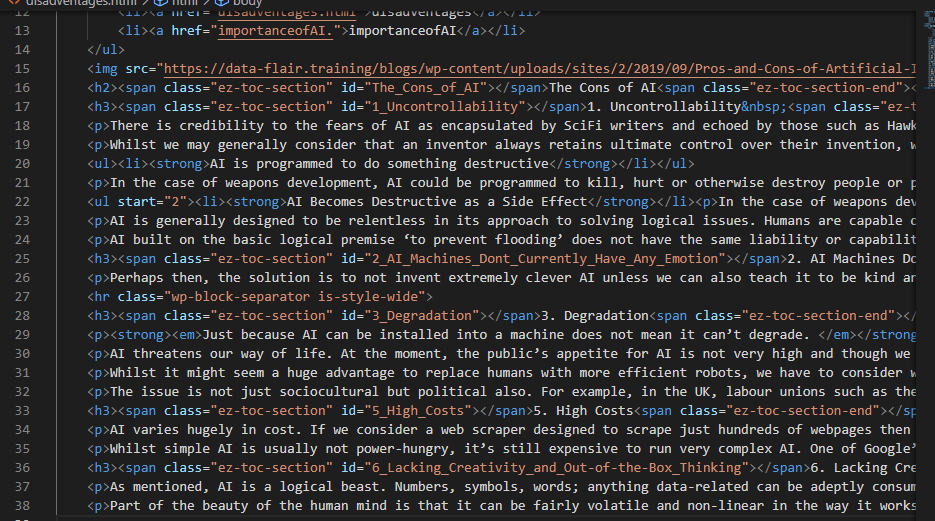 disadventages.html > html > body
12 <li><a href="disadventages.html">disadventages</a></li>
13 <li><a href="importanceofAI.">importanceofAI</a></li>
14 </ul>
15 <img src="https://data-flair.training/blogs/wp-content/uploads/sites/2/2019/09/Pros-and-Cons-of-Artificial-I
16 <h2><span class="ez-toc-section" id="The_Cons_of_AI"></span>The Cons of AI<span class="ez-toc-section-end"><
17 <h3><span class="ez-toc-section" id="1_Uncontrollability"></span>1. Uncontrollability&nbsp;<span class="ez-t
18 <p>There is credibility to the fears of AI as encapsulated by SciFi writers and echoed by those such as Hawk
19 <p>Whilst we may generally consider that an inventor always retains ultimate control over their invention, w
20 <ul><li><strong>AI is programmed to do something destructive</strong></li></ul>
21 <p>In the case of weapons development, AI could be programmed to kill, hurt or otherwise destroy people or p
22 <ul start="2"><li><strong>AI Becomes Destructive as a Side Effect</strong></li><p>In the case of weapons dev
23 <p>AI is generally designed to be relentless in its approach to solving logical issues. Humans are capable o
24 <p>AI built on the basic logical premise ‘to prevent flooding’ does not have the same liability or capabilit
25 <h3><span class="ez-toc-section" id="2_AI_Machines_Dont_Currently_Have_Any_Emotion"></span>2. AI Machines Do
26 <p>Perhaps then, the solution is to not invent extremely clever AI unless we can also teach it to be kind an
27 <hr class="wp-block-separator is-style-wide">
28 <h3><span class="ez-toc-section" id="3_Degradation"></span>3. Degradation<span class="ez-toc-section-end"></
29 <p><strong><em>Just because AI can be installed into a machine does not mean it can’t degrade. </em></strong
30 <p>AI threatens our way of life. At the moment, the public’s appetite for AI is not very high and though we
31 <p>Whilst it might seem a huge advantage to replace humans with more efficient robots, we have to consider w
32 <p>The issue is not just sociocultural but political also. For example, in the UK, labour unions such as the
33 <h3><span class="ez-toc-section" id="5_High_Costs"></span>5. High Costs<span class="ez-toc-section-end"></sp
34 <p>AI varies hugely in cost. If we consider a web scraper designed to scrape just hundreds of webpages then
35 <p>Whilst simple AI is usually not power-hungry, it’s still expensive to run very complex AI. One of Google’
36 <h3><span class="ez-toc-section" id="6_Lacking_Creativity_and_Out-of-the-Box_Thinking"></span>6. Lacking Cre
37 <p>As mentioned, AI is a logical beast. Numbers, symbols, words; anything data-related can be adeptly consum
38 <p>Part of the beauty of the human mind is that it can be fairly volatile and non-linear in the way it works